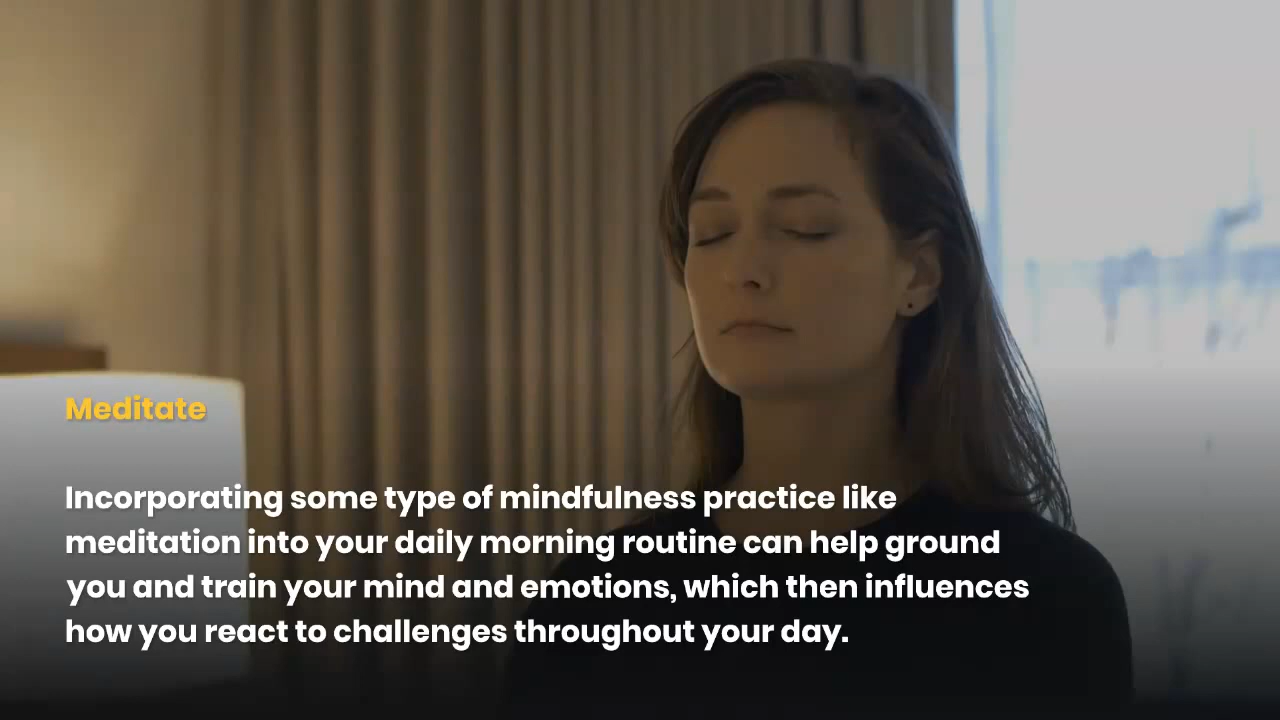 Meditate
Incorporating some type of mindfulness practice like
meditation into your daily morning routine can help ground
you and train your mind and emotions, which then influences
how you react to challenges throughout your day.